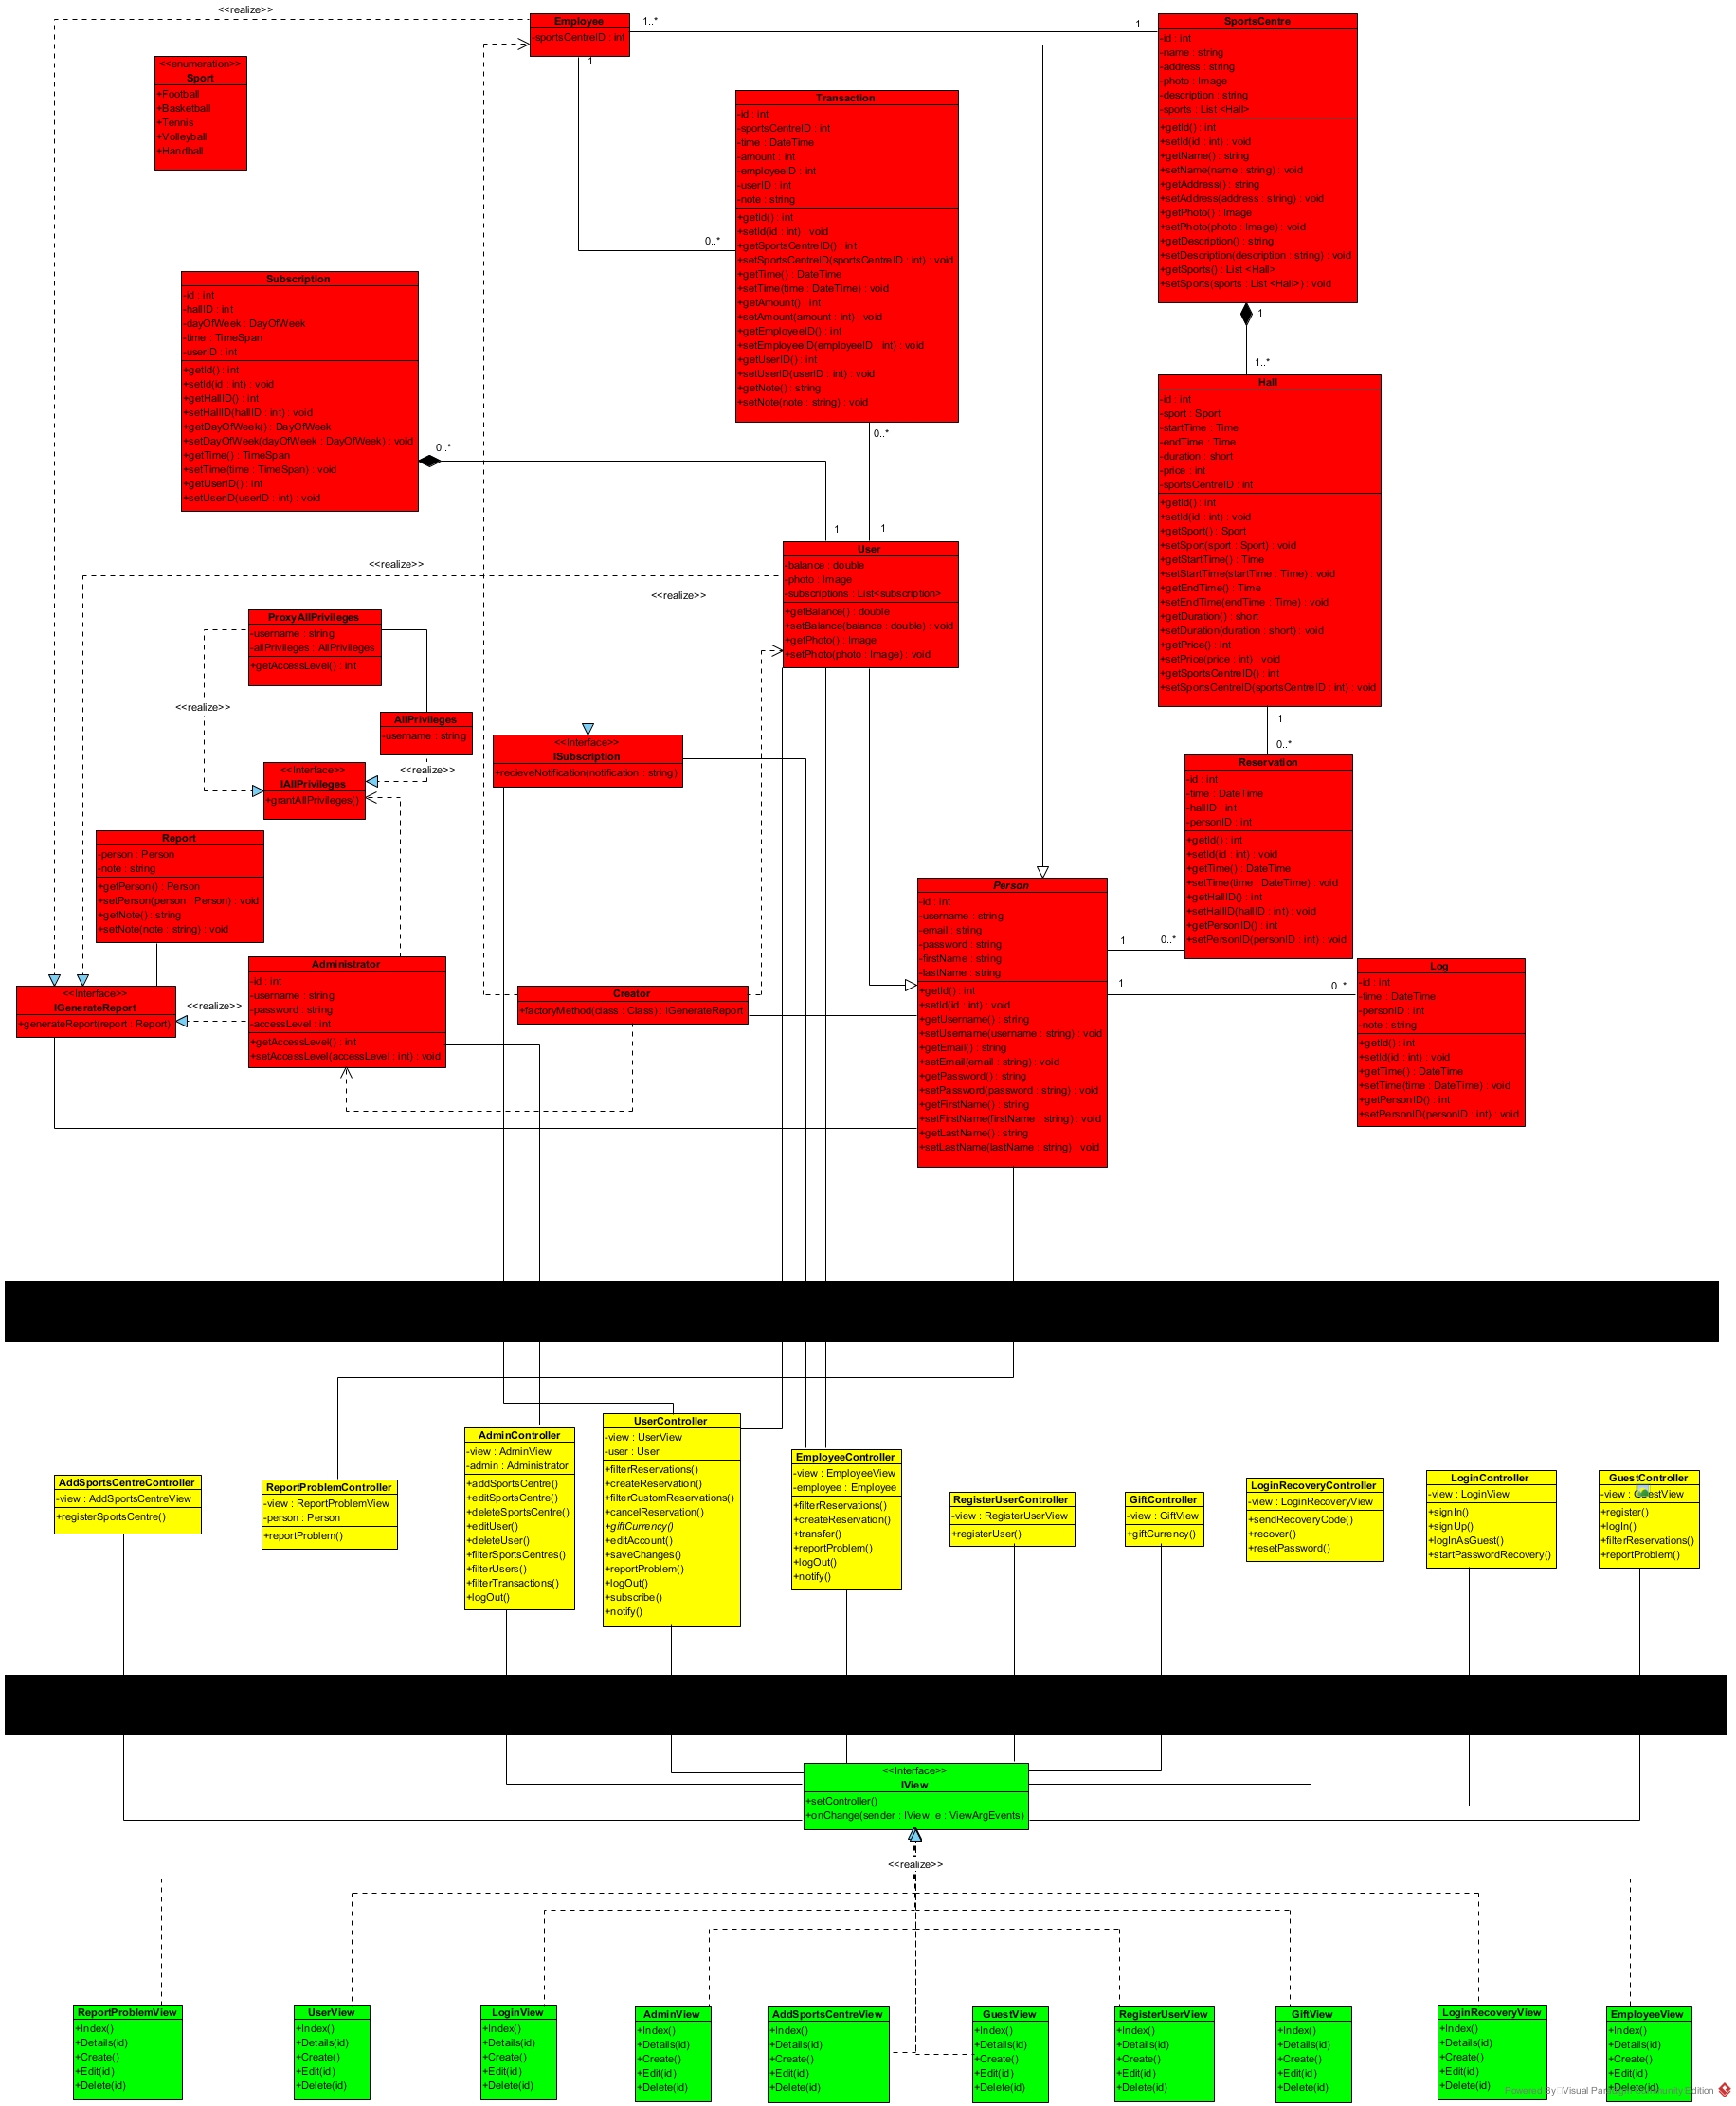 <<realize>>
Employee
-sportsCentreID : int
1..*
1
1
SportsCentre
-id : int
-name : string
-address : string
-photo : Image
-description : string
-sports : List <Hall>
+getId() : int
+setId(id : int) : void
+getName() : string
+setName(name : string) : void
+getAddress() : string
+setAddress(address : string) : void
+getPhoto() : Image
+setPhoto(photo : Image) : void
+getDescription() : string
+setDescription(description : string) : void
+getSports() : List <Hall>
+setSports(sports : List <Hall>) : void
<<enumeration>>
Sport
+Football
+Basketball
+Tennis
+Volleyball
+Handball
Transaction
-id : int
-sportsCentreID : int
-time : DateTime
-amount : int
-employeeID : int
-userID : int
-note : string
+getId() : int
+setId(id : int) : void
+getSportsCentreID() : int
+setSportsCentreID(sportsCentreID : int) : void
+getTime() : DateTime
+setTime(time : DateTime) : void
+getAmount() : int
+setAmount(amount : int) : void
+getEmployeeID() : int
+setEmployeeID(employeeID : int) : void
+getUserID() : int
+setUserID(userID : int) : void
+getNote() : string
+setNote(note : string) : void
0..*
0..*
Subscription
-id : int
-hallID : int
-dayOfWeek : DayOfWeek
-time : TimeSpan
-userID : int
+getId() : int
+setId(id : int) : void
+getHallID() : int
+setHallID(hallID : int) : void
+getDayOfWeek() : DayOfWeek
+setDayOfWeek(dayOfWeek : DayOfWeek) : void
+getTime() : TimeSpan
+setTime(time : TimeSpan) : void
+getUserID() : int
+setUserID(userID : int) : void
0..*
1
1..*
Hall
-id : int
-sport : Sport
-startTime : Time
-endTime : Time
-duration : short
-price : int
-sportsCentreID : int
+getId() : int
+setId(id : int) : void
+getSport() : Sport
+setSport(sport : Sport) : void
+getStartTime() : Time
+setStartTime(startTime : Time) : void
+getEndTime() : Time
+setEndTime(endTime : Time) : void
+getDuration() : short
+setDuration(duration : short) : void
+getPrice() : int
+setPrice(price : int) : void
+getSportsCentreID() : int
+setSportsCentreID(sportsCentreID : int) : void
1
1
User
-balance : double
-photo : Image
-subscriptions : List<subscription>
+getBalance() : double
+setBalance(balance : double) : void
+getPhoto() : Image
+setPhoto(photo : Image) : void
<<realize>>
<<realize>>
ProxyAllPrivileges
-username : string
-allPrivileges : AllPrivileges
+getAccessLevel() : int
<<realize>>
AllPrivileges
-username : string
<<realize>>
<<Interface>>
IAllPrivileges
+grantAllPrivileges()
<<Interface>>
ISubscription
+recieveNotification(notification : string)
1
0..*
Reservation
-id : int
-time : DateTime
-hallID : int
-personID : int
+getId() : int
+setId(id : int) : void
+getTime() : DateTime
+setTime(time : DateTime) : void
+getHallID() : int
+setHallID(hallID : int) : void
+getPersonID() : int
+setPersonID(personID : int) : void
Report
-person : Person
-note : string
+getPerson() : Person
+setPerson(person : Person) : void
+getNote() : string
+setNote(note : string) : void
Person
-id : int
-username : string
-email : string
-password : string
-firstName : string
-lastName : string
+getId() : int
+setId(id : int) : void
+getUsername() : string
+setUsername(username : string) : void
+getEmail() : string
+setEmail(email : string) : void
+getPassword() : string
+setPassword(password : string) : void
+getFirstName() : string
+setFirstName(firstName : string) : void
+getLastName() : string
+setLastName(lastName : string) : void
1
0..*
1
0..*
Log
-id : int
-time : DateTime
-personID : int
-note : string
+getId() : int
+setId(id : int) : void
+getTime() : DateTime
+setTime(time : DateTime) : void
+getPersonID() : int
+setPersonID(personID : int) : void
<<Interface>>
IGenerateReport
+generateReport(report : Report)
<<realize>>
Administrator
-id : int
-username : string
-password : string
-accessLevel : int
+getAccessLevel() : int
+setAccessLevel(accessLevel : int) : void
Creator
+factoryMethod(class : Class) : IGenerateReport
AddSportsCentreController
-view : AddSportsCentreView
+registerSportsCentre()
ReportProblemController
-view : ReportProblemView
-person : Person
+reportProblem()
AdminController
-view : AdminView
-admin : Administrator
+addSportsCentre()
+editSportsCentre()
+deleteSportsCentre()
+editUser()
+deleteUser()
+filterSportsCentres()
+filterUsers()
+filterTransactions()
+logOut()
UserController
-view : UserView
-user : User
+filterReservations()
+createReservation()
+filterCustomReservations()
+cancelReservation()
+giftCurrency()
+editAccount()
+saveChanges()
+reportProblem()
+logOut()
+subscribe()
+notify()
EmployeeController
-view : EmployeeView
-employee : Employee
+filterReservations()
+createReservation()
+transfer()
+reportProblem()
+logOut()
+notify()
RegisterUserController
-view : RegisterUserView
+registerUser()
GiftController
-view : GiftView
+giftCurrency()
LoginRecoveryController
-view : LoginRecoveryView
+sendRecoveryCode()
+recover()
+resetPassword()
LoginController
-view : LoginView
+signIn()
+signUp()
+logInAsGuest()
+startPasswordRecovery()
GuestController
-view : GuestView
+register()
+logIn()
+filterReservations()
+reportProblem()
<<Interface>>
IView
+setController()
+onChange(sender : IView, e : ViewArgEvents)
<<realize>>
ReportProblemView
+Index()
+Details(id)
+Create()
+Edit(id)
+Delete(id)
UserView
+Index()
+Details(id)
+Create()
+Edit(id)
+Delete(id)
LoginView
+Index()
+Details(id)
+Create()
+Edit(id)
+Delete(id)
AdminView
+Index()
+Details(id)
+Create()
+Edit(id)
+Delete(id)
AddSportsCentreView
+Index()
+Details(id)
+Create()
+Edit(id)
+Delete(id)
GuestView
+Index()
+Details(id)
+Create()
+Edit(id)
+Delete(id)
RegisterUserView
+Index()
+Details(id)
+Create()
+Edit(id)
+Delete(id)
GiftView
+Index()
+Details(id)
+Create()
+Edit(id)
+Delete(id)
LoginRecoveryView
+Index()
+Details(id)
+Create()
+Edit(id)
+Delete(id)
EmployeeView
+Index()
+Details(id)
+Create()
+Edit(id)
+Delete(id)
Powered By Visual Paradigm Community Edition